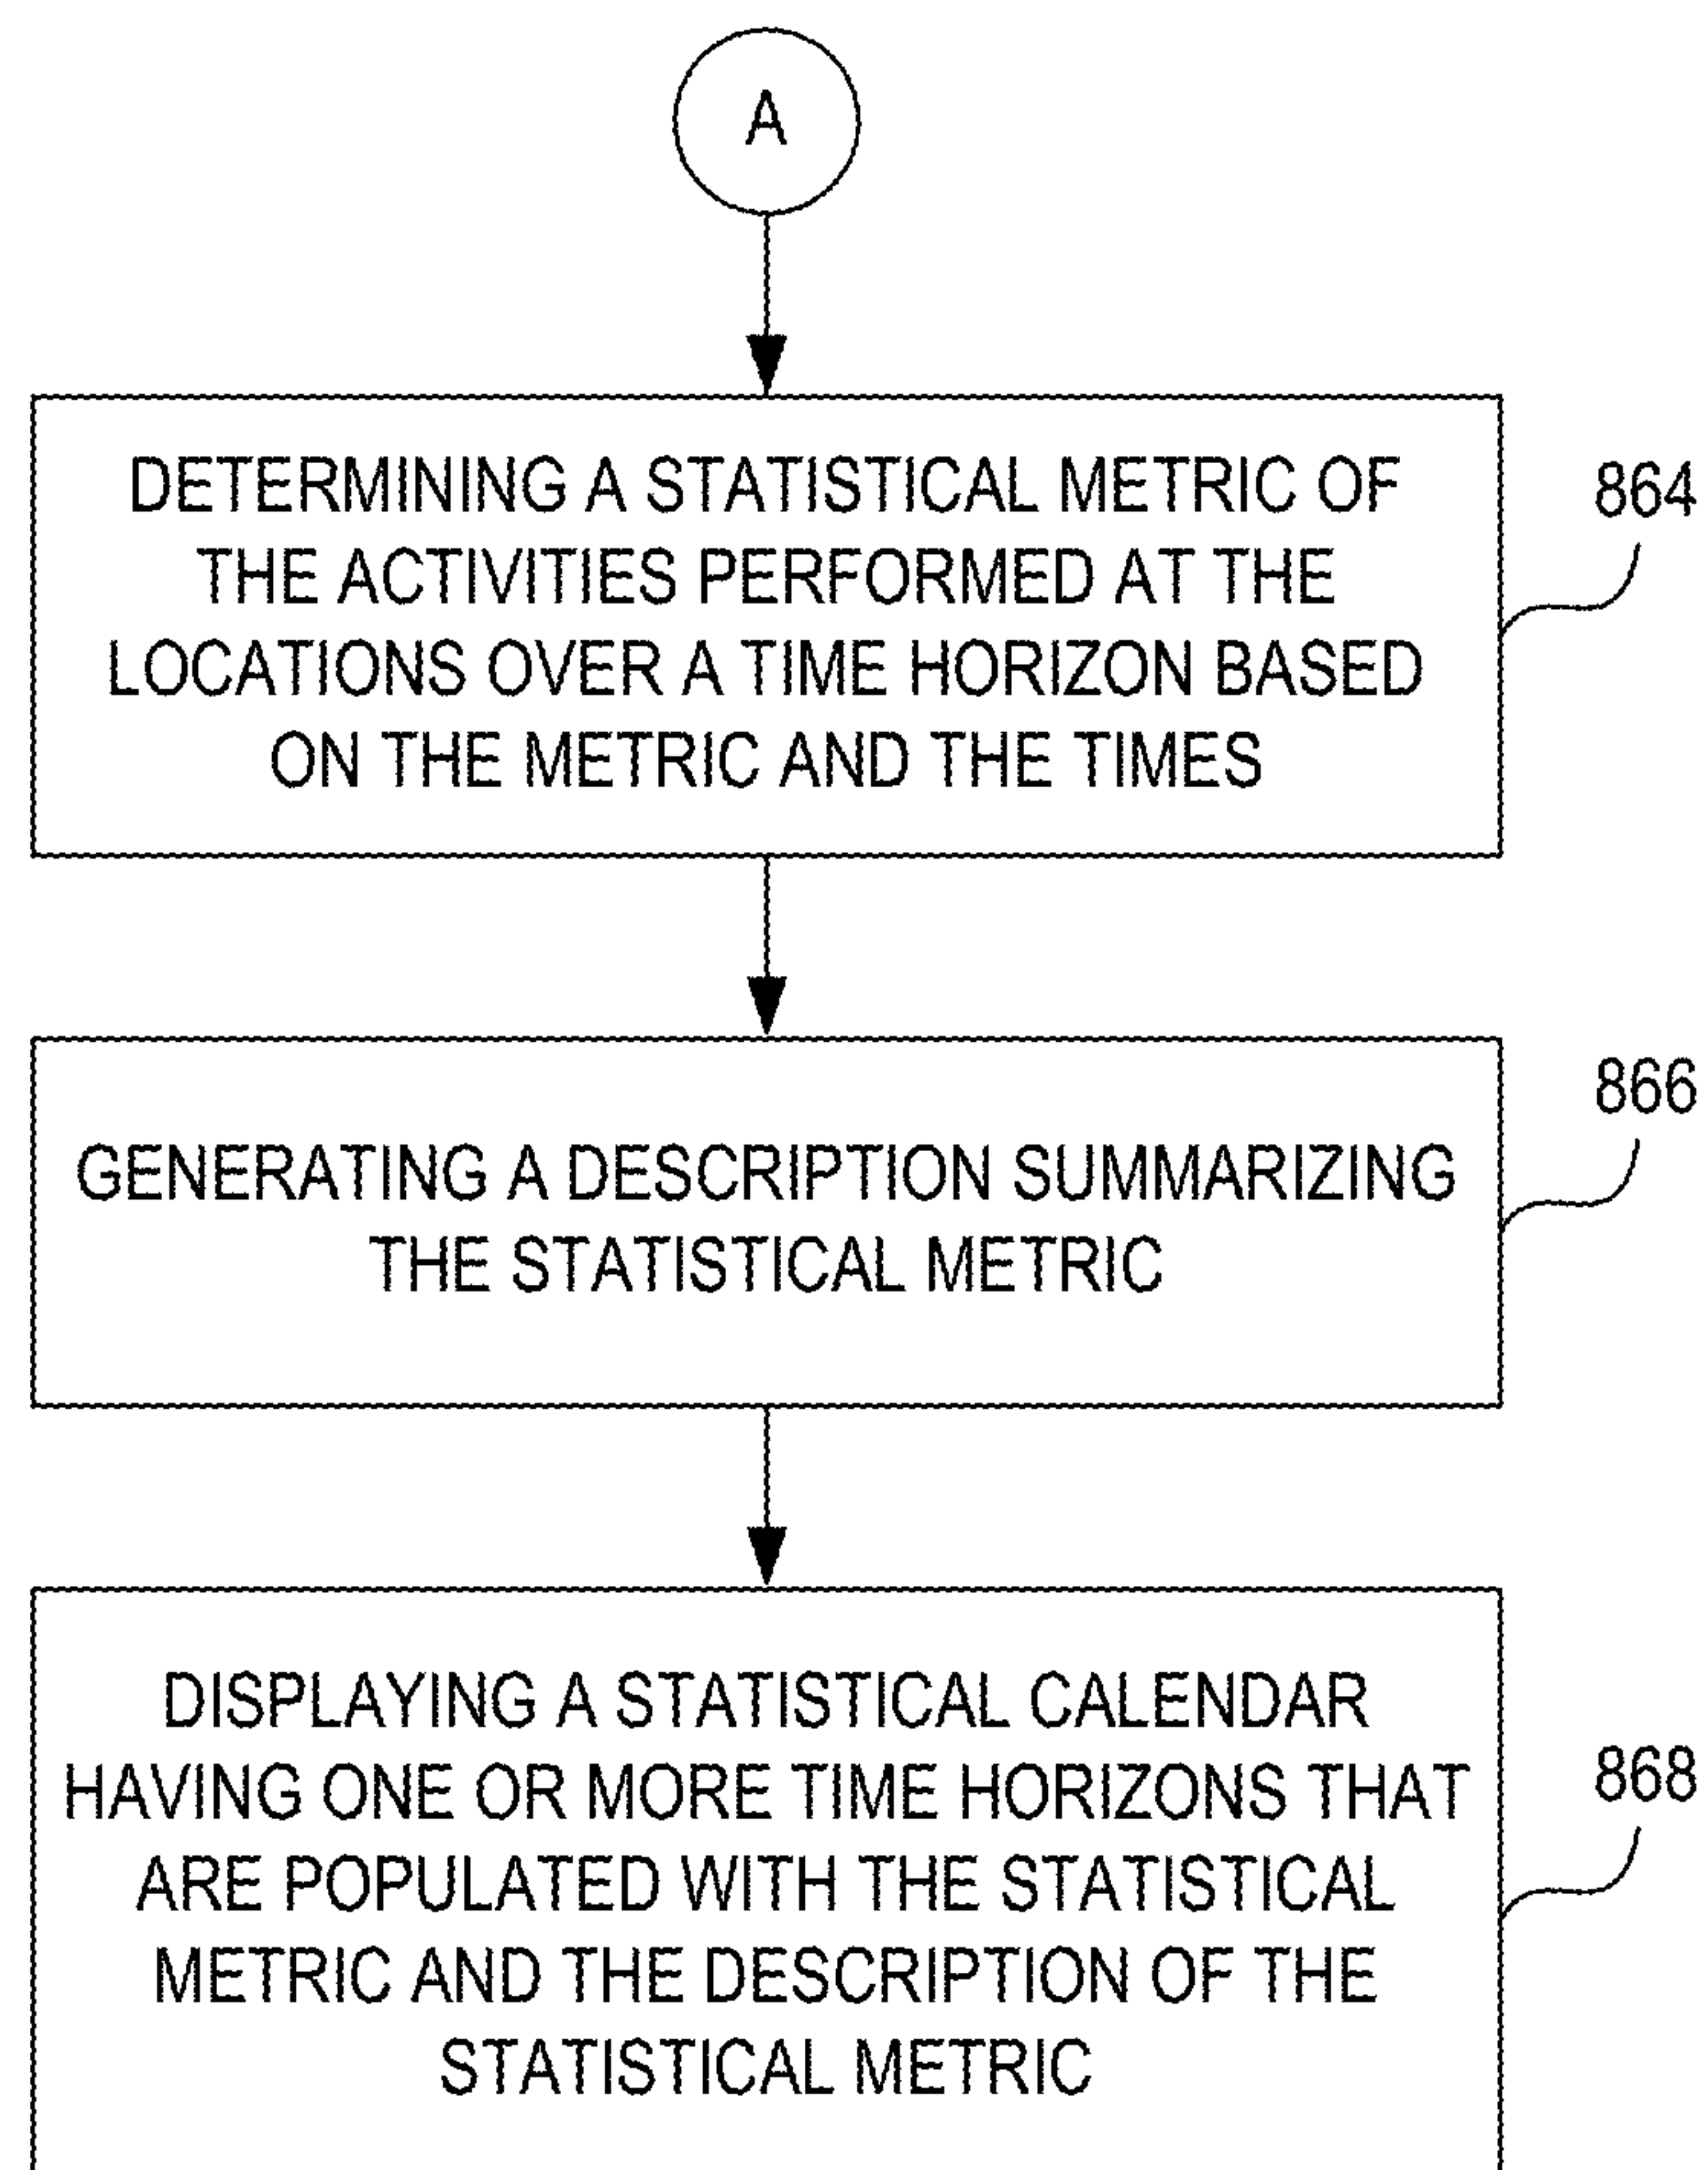 A
DETERMINING A STATISTICAL METRIC OF
THE ACTIVITIES PERFORMED AT THE
LOCATIONS OVER A TIME HORIZON BASED
ON THE METRIC AND THE TIMES
864
GENERATING A DESCRIPTION SUMMARIZING
THE STATISTICAL METRIC
866
DISPLAYING A STATISTICAL CALENDAR
HAVING ONE OR MORE TIME HORIZONS THAT
ARE POPULATED WITH THE STATISTICAL
METRIC AND THE DESCRIPTION OF THE
STATISTICAL METRIC
868